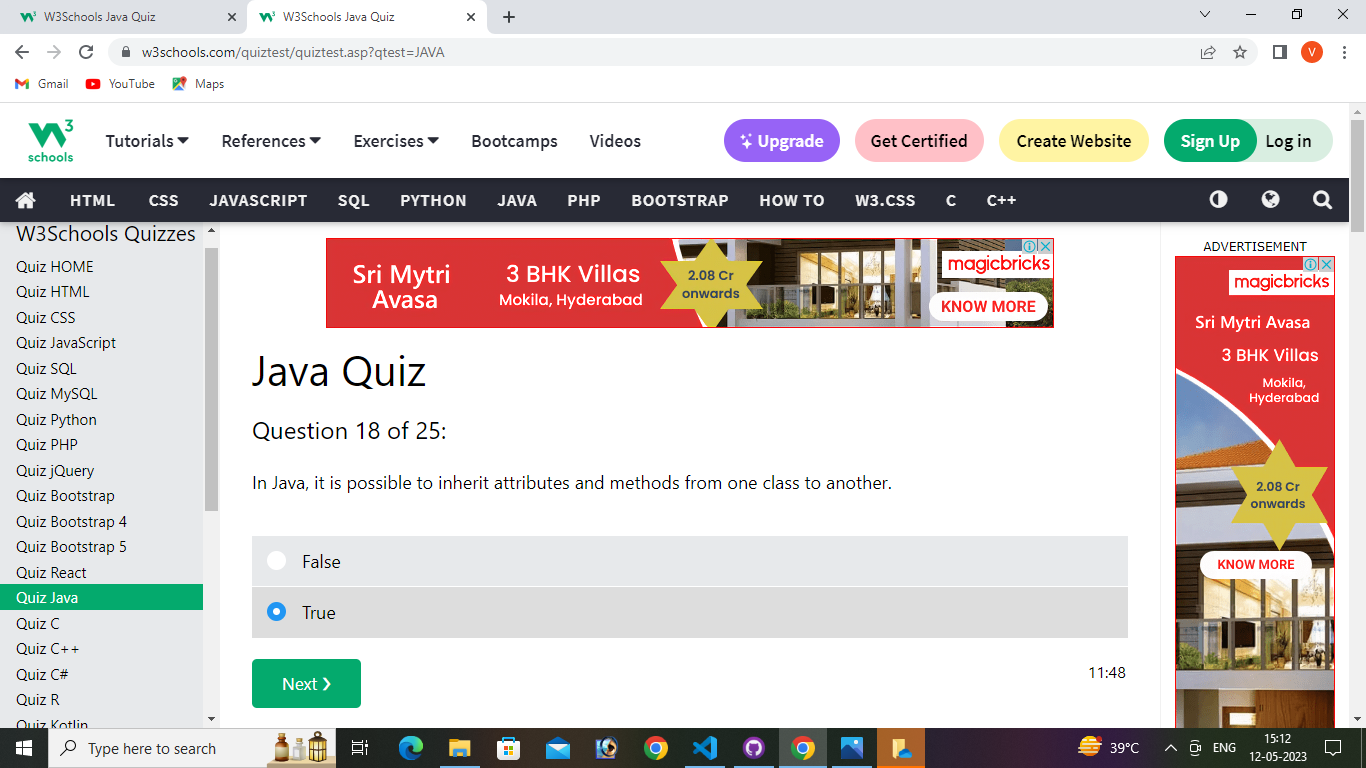 W3Schools Java Quiz
W3Schools Java Quiz
w3schools.com/quiztest/quiztest.asp?qtest=JAVA
V
Gmail YouTube Maps
W3 schools
Tutorials References Exercises Bootcamps Videos Upgrade Get Certified Create Website Sign Up Log in
HTML CSS JAVASCRIPT SQL PYTHON JAVA PHP BOOTSTRAP HOW TO W3.CSS C C++
W3Schools Quizzes
Quiz HOME
Quiz HTML
Quiz CSS
Quiz JavaScript
Quiz SQL
Quiz MySQL
Quiz Python
Quiz PHP
Quiz jQuery
Quiz Bootstrap
Quiz Bootstrap 4
Quiz Bootstrap 5
Quiz React
Quiz Java
Quiz C
Quiz C++
Quiz C#
Quiz R
Quiz Kotlin
Sri Mytri
Avasa
3 BHK Villas
Mokila, Hyderabad
2.08 Cr
onwards
magicbricks
KNOW MORE
Java Quiz
Question 18 of 25:
In Java, it is possible to inherit attributes and methods from one class to another.
False
True
Next ❯
11:48
ADVERTISEMENT
magicbricks
Sri Mytri Avasa
3 BHK Villas
Mokila,
Hyderabad
2.08 Cr
onwards
KNOW MORE
Type here to search
39°C
ENG
15:12
12-05-2023